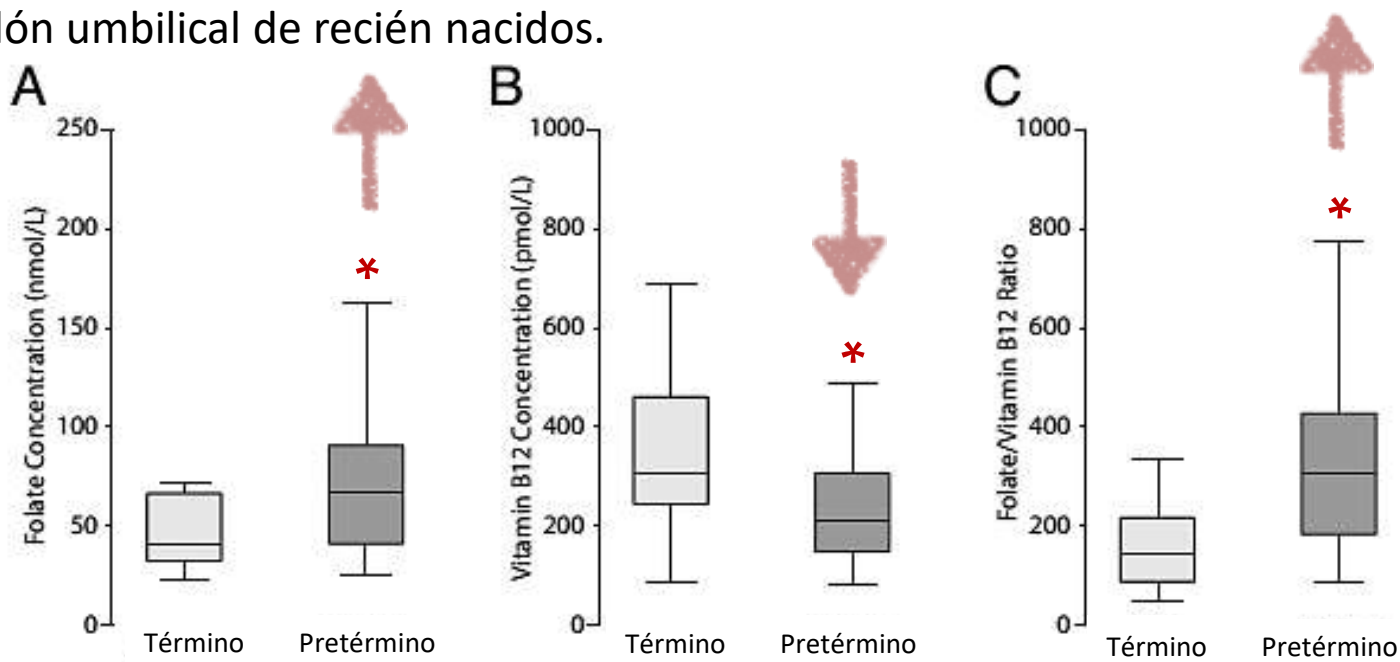 dón umbilical de recién nacidos.
A
B
C
Folate Concentration (nmol/L)
250
200
150
100
50
0
Término
Pretérmino
*
Vitamin B12 Concentration (pmol/L)
1000
800
600
400
200
0
Término
Pretérmino
*
Folate/Vitamin B12 Ratio
1000
800
600
400
200
0
Término
Pretérmino
*